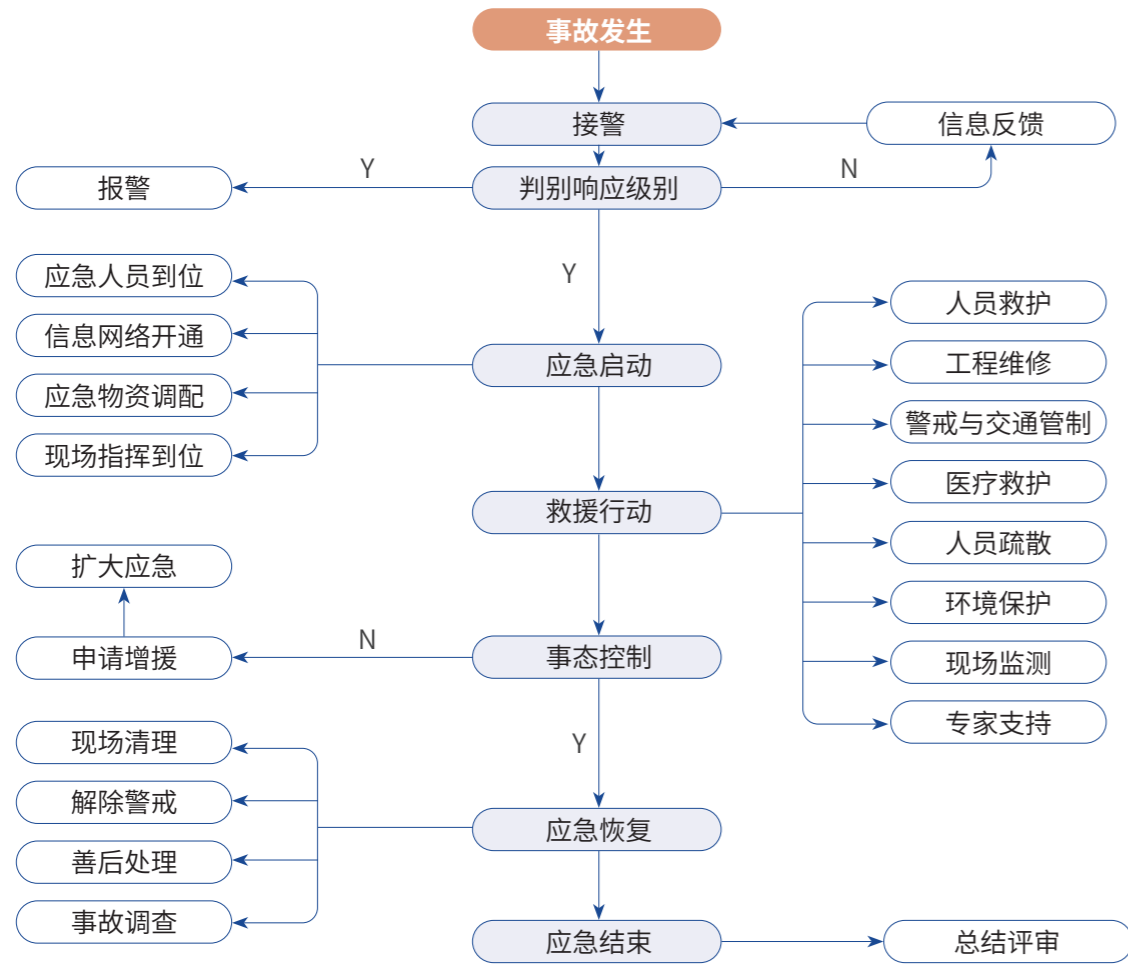 事故发生
接警
信息反馈
Y
N
报警
判别响应级别
Y
应急人员到位
信息网络开通
应急物资调配
现场指挥到位
应急启动
人员救护
工程维修
警戒与交通管制
医疗救护
人员疏散
环境保护
现场监测
专家支持
救援行动
扩大应急
申请增援
N
事态控制
Y
现场清理
解除警戒
善后处理
事故调查
应急恢复
应急结束
总结评审